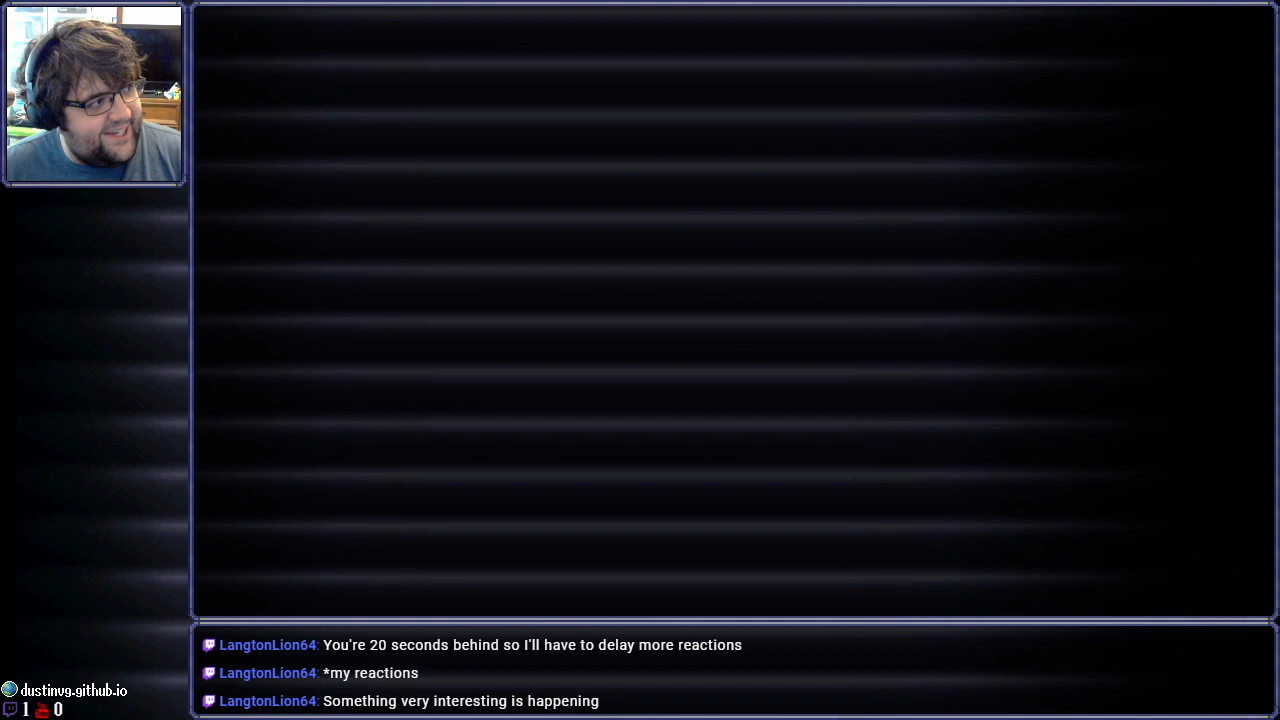 LangtonLion64: You're 20 seconds behind so I'll have to delay more reactions
LangtonLion64: *my reactions
LangtonLion64: Something very interesting is happening
dustinvg.github.io
1 0